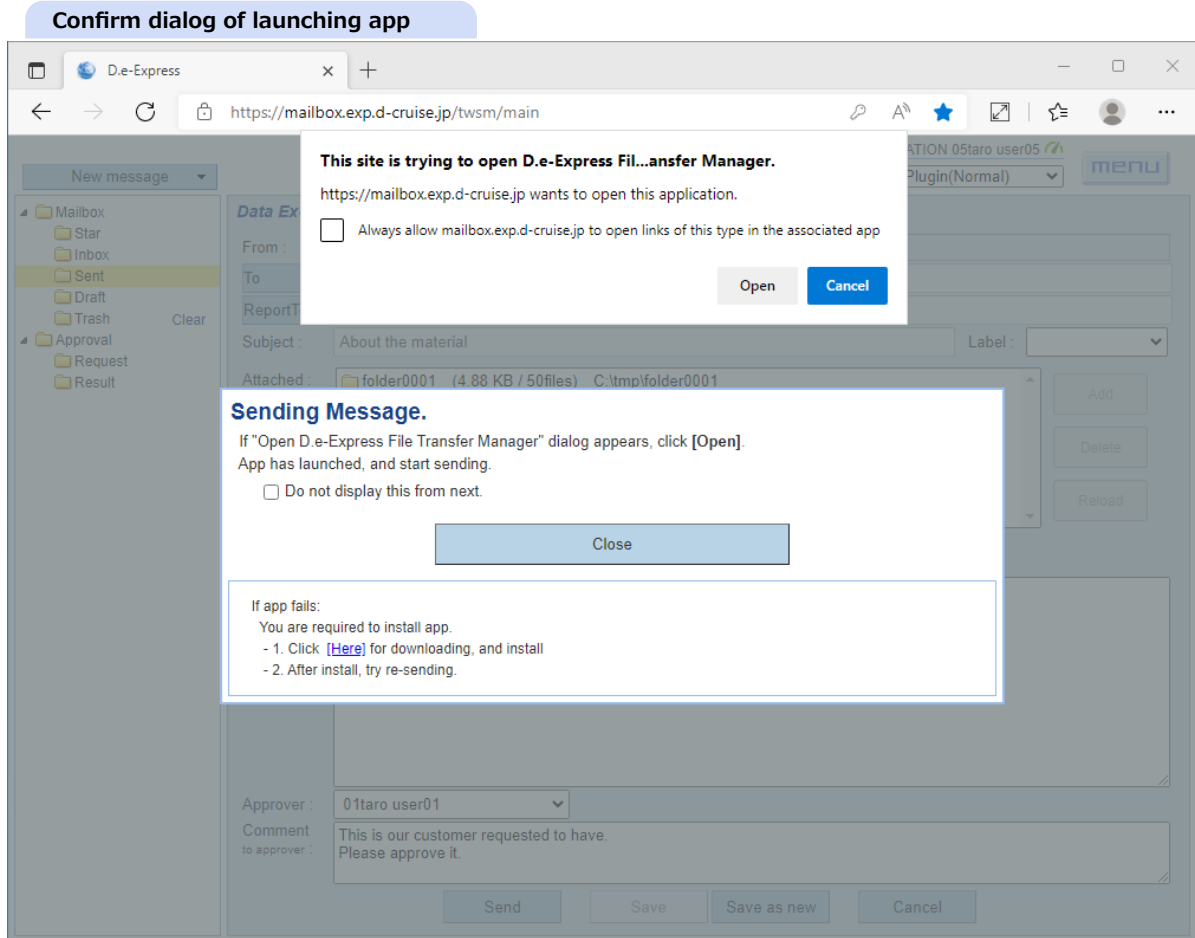 Confirm dialog of launching app
D.e-Express
https://mailbox.exp.d-cruise.jp/twsm/main
This site is trying to open D.e-Express Fil...ansfer Manager.
https://mailbox.exp.d-cruise.jp wants to open this application.
Always allow mailbox.exp.d-cruise.jp to open links of this type in the associated app
Open Cancel
ATION 05taro user05
New message
Plugin(Normal)
menu
Mailbox
Star
Inbox
Sent
Draft
Trash Clear
Approval
Request
Result
Data Ex
From :
To
ReportT
Subject : About the material Label :
Attached : folder0001 (4.88 KB / 50files) C:\tmp\folder0001
Add
Delete
Reload
Sending Message.
If "Open D.e-Express File Transfer Manager" dialog appears, click [Open].
App has launched, and start sending.
Do not display this from next.
Close
If app fails:
You are required to install app.
- 1. Click [Here] for downloading, and install
- 2. After install, try re-sending.
Approver : 01taro user01
Comment
to approver :
This is our customer requested to have.
Please approve it.
Send Save Save as new Cancel